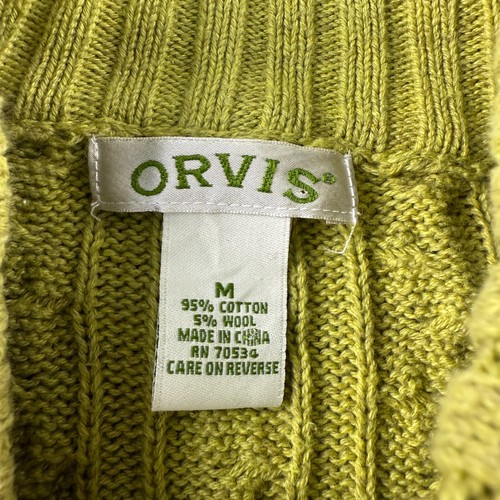 ORVIS®
M
95% COTTON
5% WOOL
MADE IN CHINA
RN 70534
CARE ON REVERSE